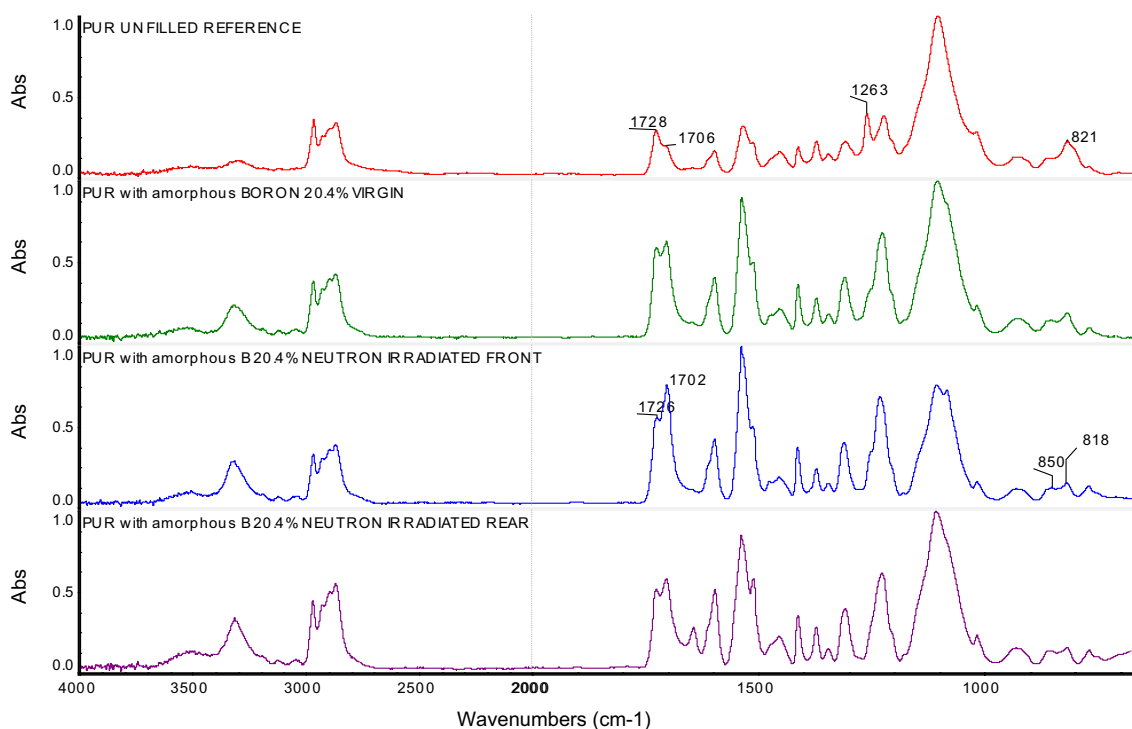 PUR UNFILLED REFERENCE
1.0
0.5
0.0
Abs
1728
1706
1263
821
PUR with amorphous BORON 20.4% VIRGIN
1.0
0.5
0.0
Abs
PUR with amorphous B20.4% NEUTRON IRRADIATED FRONT
1.0
0.5
0.0
Abs
1726
1702
850
818
PUR with amorphous B20.4% NEUTRON IRRADIATED REAR
1.0
0.5
0.0
Abs
4000 3500 3000 2500 2000 1500 1000
Wavenumbers (cm-1)